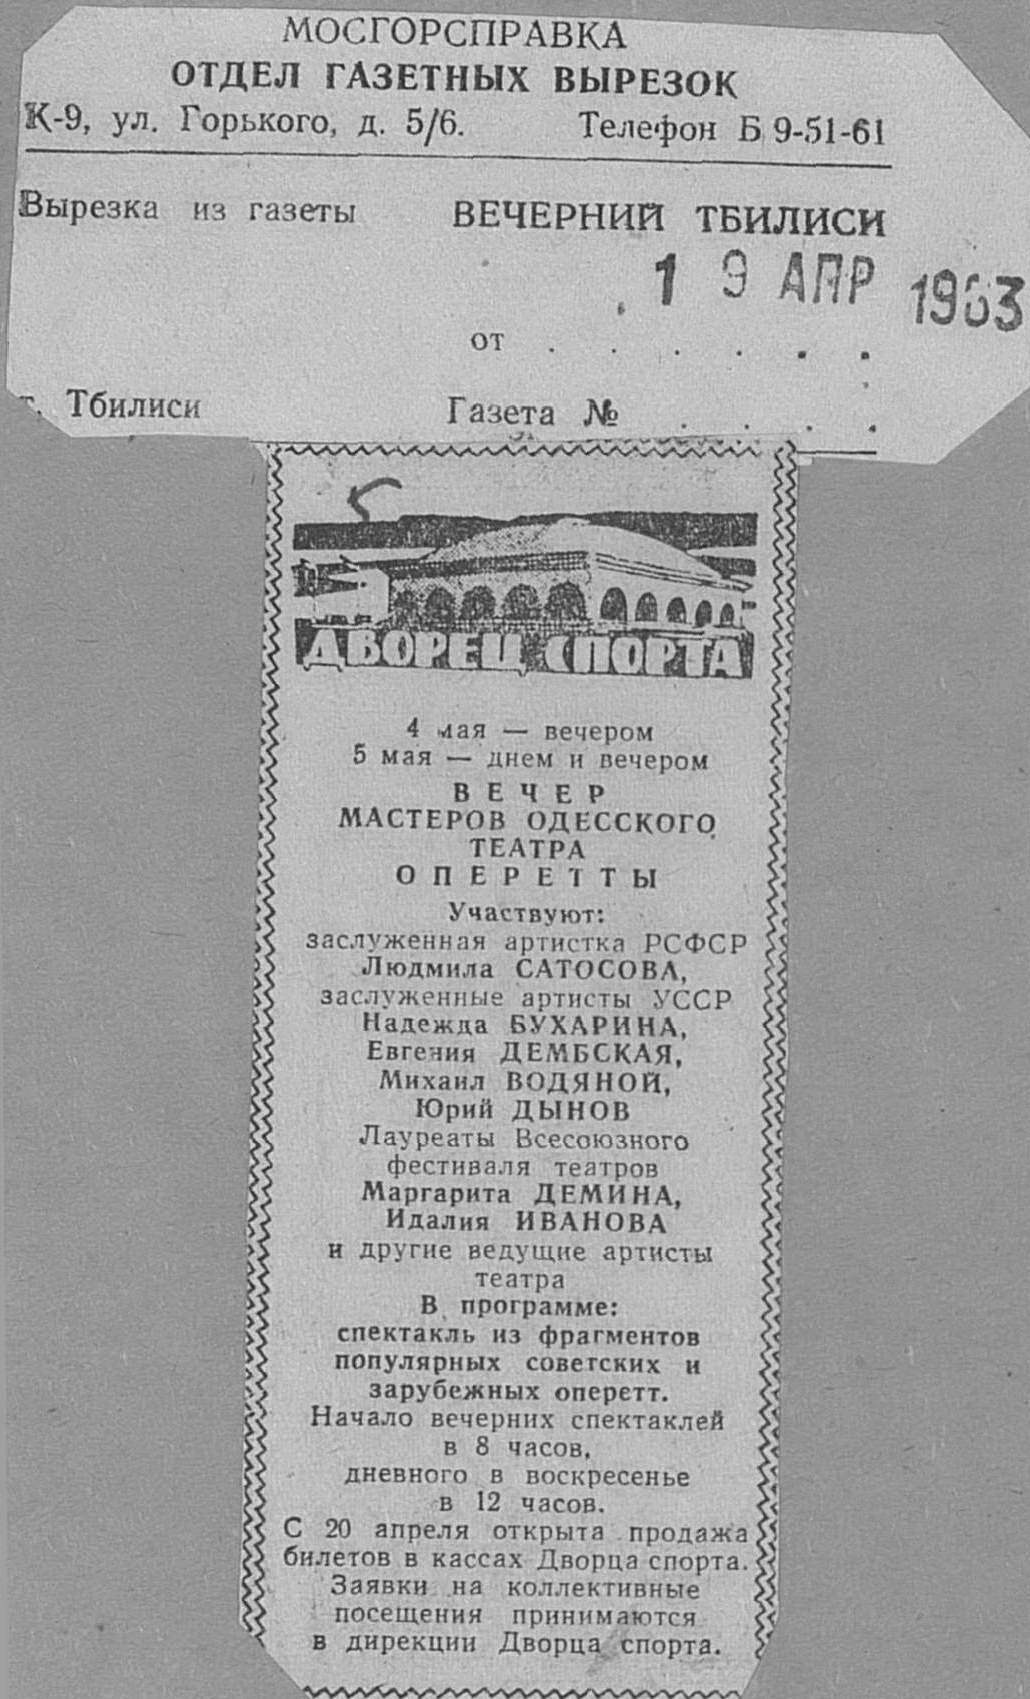 МОСГОРСПРАВКА
ОТДЕЛ ГАЗЕТНЫХ ВЫРЕЗОК
К-9, ул. Горького, д. 5/6. Телефон Б 9-51-61
Вырезка из газеты ВЕЧЕРНИЙ ТБИЛИСИ
19 АПР 1963
от . . . . . .
г. Тбилиси Газета № . . . .
ДВОРЕЦ СПОРТА
4 мая — вечером
5 мая — днем и вечером
ВЕЧЕР
МАСТЕРОВ ОДЕССКОГО
ТЕАТРА
ОПЕРЕТТЫ
Участвуют:
заслуженная артистка РСФСР
Людмила САТОСОВА,
заслуженные артисты УССР
Надежда БУХАРИНА,
Евгения ДЕМБСКАЯ,
Михаил ВОДЯНОЙ,
Юрий ДЫНОВ
Лауреаты Всесоюзного
фестиваля театров
Маргарита ДЕМИНА,
Идалия ИВАНОВА
и другие ведущие артисты
театра
В программе:
спектакль из фрагментов
популярных советских и
зарубежных оперетт.
Начало вечерних спектаклей
в 8 часов,
дневного в воскресенье
в 12 часов.
С 20 апреля открыта продажа
билетов в кассах Дворца спорта.
Заявки на коллективные
посещения принимаются
в дирекции Дворца спорта.